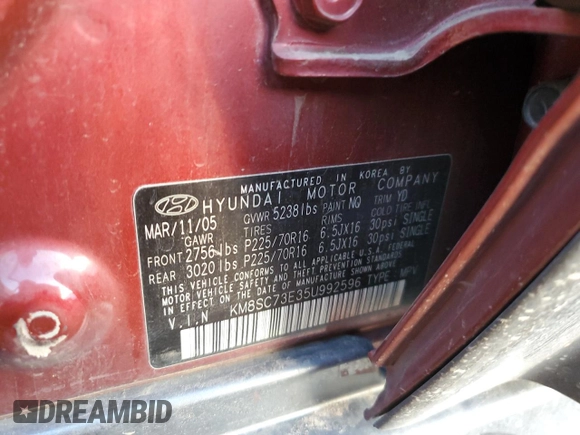 MANUFACTURED IN KOREA BY
HYUNDAI MOTOR COMPANY
MAR/11/05 GVWR 5238lbs PAINT NQ TRIM YD
GAWR TIRES RIMS COLD TIRE INFL
FRONT 2756lbs P225/70R16 6.5JX16 30psi SINGLE
REAR 3020lbs P225/70R16 6.5JX16 30psi SINGLE
THIS VEHICLE CONFORMS TO ALL APPLICABLE U.S.A FEDERAL
MOTOR VEHICLE SAFETY, BUMPER, AND THEFT PREVENTION
STANDARDS IN EFFECT ON THE DATE OF MANUFACTURE
SHOWN ABOVE.
V.I.N KM8SC73E35U992596 TYPE: MPV
DREAMBID